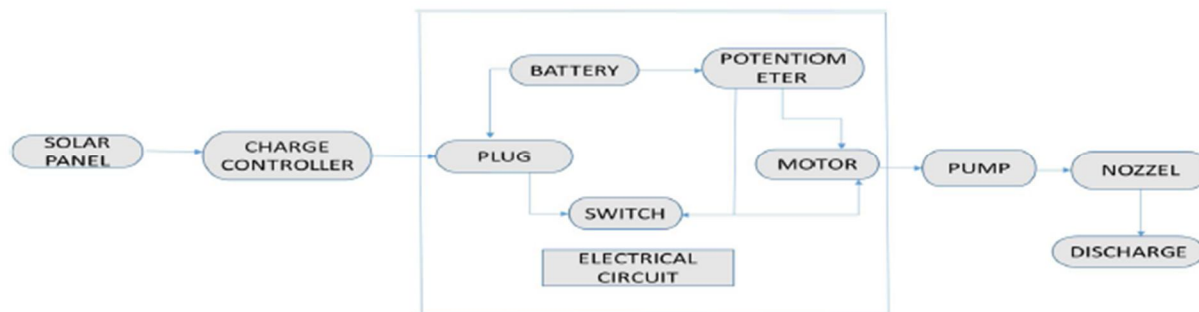 BATTERY
POTENTIOM
ETER
SOLAR
PANEL
CHARGE
CONTROLLER
PLUG
MOTOR
PUMP
NOZZEL
SWITCH
DISCHARGE
ELECTRICAL
CIRCUIT